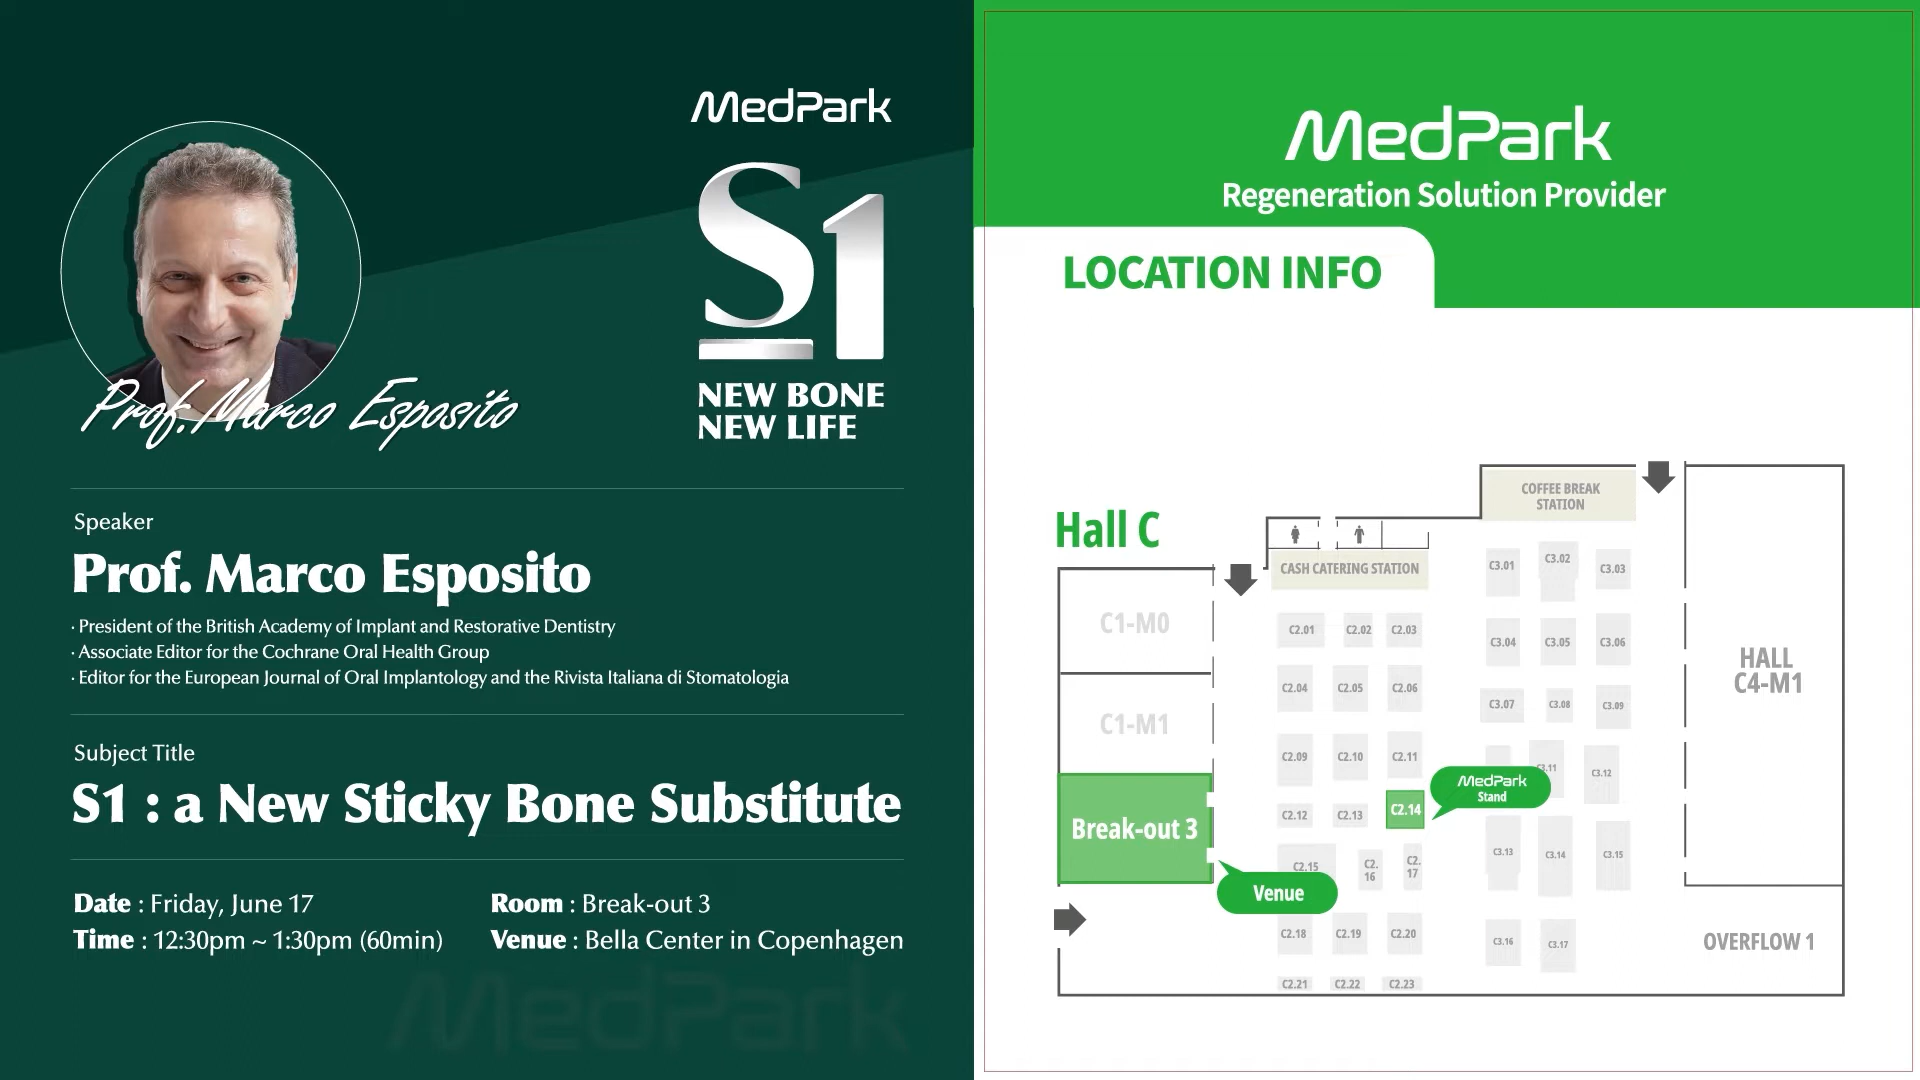 MedPark
S1
NEW BONE
NEW LIFE
Prof. Marco Esposito
Speaker
Prof. Marco Esposito
· President of the British Academy of Implant and Restorative Dentistry
· Associate Editor for the Cochrane Oral Health Group
· Editor for the European Journal of Oral Implantology and the Rivista Italiana di Stomatologia
Subject Title
S1 : a New Sticky Bone Substitute
Date : Friday, June 17
Time : 12:30pm ~ 1:30pm (60min)
Room : Break-out 3
Venue : Bella Center in Copenhagen
MedPark
MedPark
Regeneration Solution Provider
LOCATION INFO
Hall C
COFFEE BREAK
STATION
CASH CATERING STATION
C1-M0
C1-M1
Break-out 3
Venue
C2.01 C2.02 C2.03
C2.04 C2.05 C2.06
C2.09 C2.10 C2.11
C2.12 C2.13 C2.14
MedPark
Stand
C2.15
C2.
16
C2.
17
C2.18 C2.19 C2.20
C2.21 C2.22 C2.23
C3.01 C3.02 C3.03
C3.04 C3.05 C3.06
C3.07 C3.08 C3.09
C3.11 C3.12
C3.13 C3.14 C3.15
C3.16 C3.17
HALL
C4-M1
OVERFLOW 1